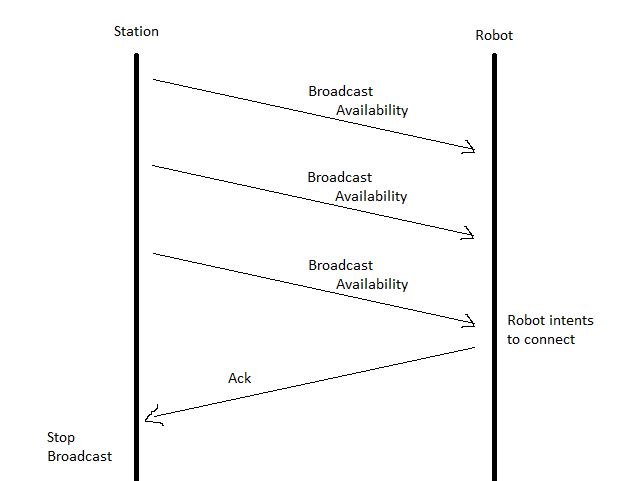 Station
Robot
Broadcast
Availability
Broadcast
Availability
Broadcast
Availability
Robot intents
to connect
Ack
Stop
Broadcast